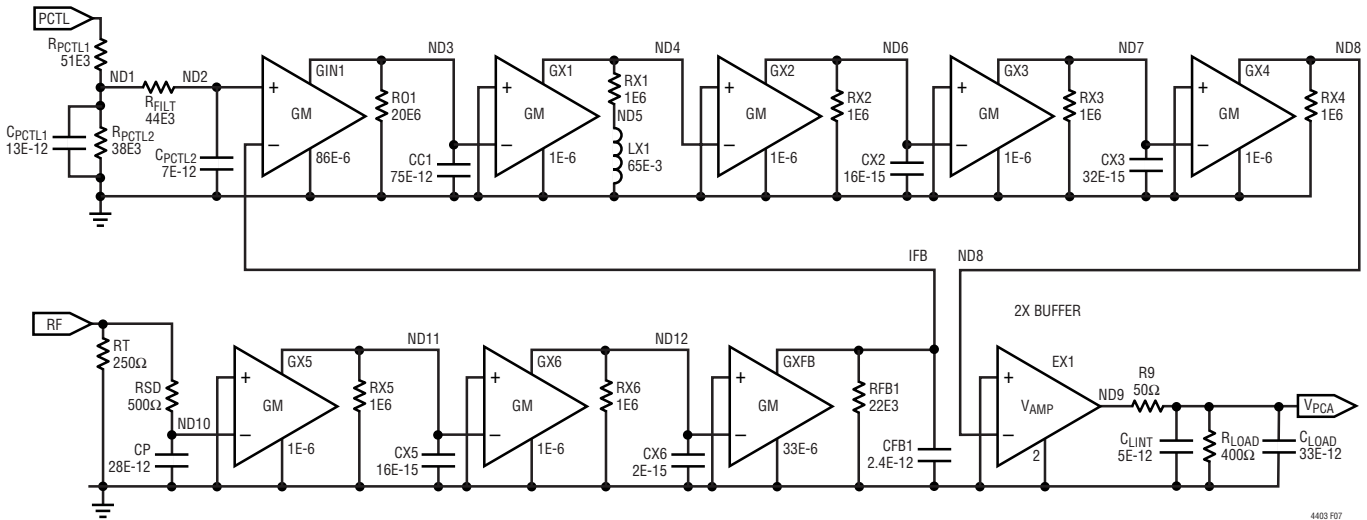 PCTL
RPCTL1
51E3
ND1
ND2
RFILT
44E3
CPCTL1
13E-12
RPCTL2
38E3
CPCTL2
7E-12
+
−
GM
GIN1
86E-6
RO1
20E6
ND3
CC1
75E-12
+
−
GM
GX1
1E-6
RX1
1E6
ND5
LX1
65E-3
ND4
+
−
GM
GX2
1E-6
RX2
1E6
ND6
CX2
16E-15
+
−
GM
GX3
1E-6
RX3
1E6
ND7
CX3
32E-15
+
−
GM
GX4
1E-6
RX4
1E6
ND8
IFB
ND8
RF
RT
250Ω
RSD
500Ω
ND10
CP
28E-12
+
−
GM
GX5
1E-6
RX5
1E6
ND11
CX5
16E-15
+
−
GM
GX6
1E-6
RX6
1E6
ND12
CX6
2E-15
+
−
GM
GXFB
33E-6
RFB1
22E3
CFB1
2.4E-12
2X BUFFER
+
−
VAMP
EX1
2
ND9
R9
50Ω
VPCA
CLINT
5E-12
RLOAD
400Ω
CLOAD
33E-12
4403 F07